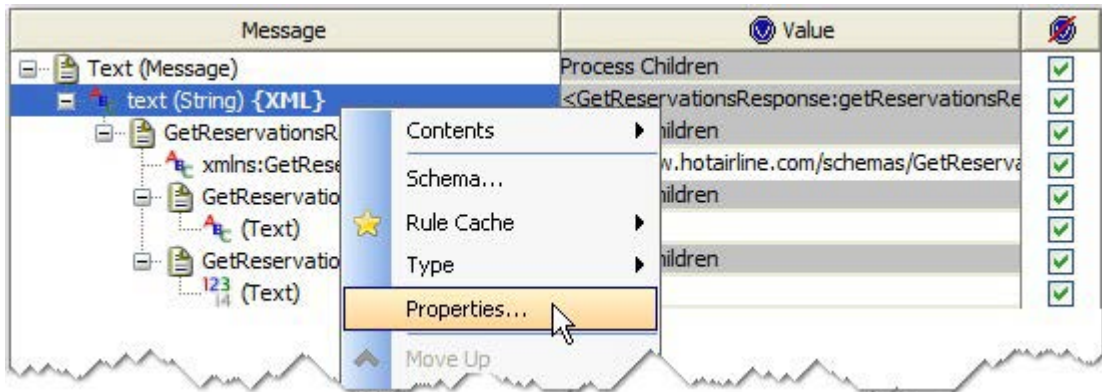 Message Value
Text (Message) Process Children
text (String) {XML} <GetReservationsResponse:getReservationsRe
GetReservationsR Contents hildren
xmlns:GetRese w.hotairline.com/schemas/GetReserva
Schema...
GetReservatio hildren
(Text) Rule Cache
GetReservatio Type hildren
(Text)
Properties...
Move Up